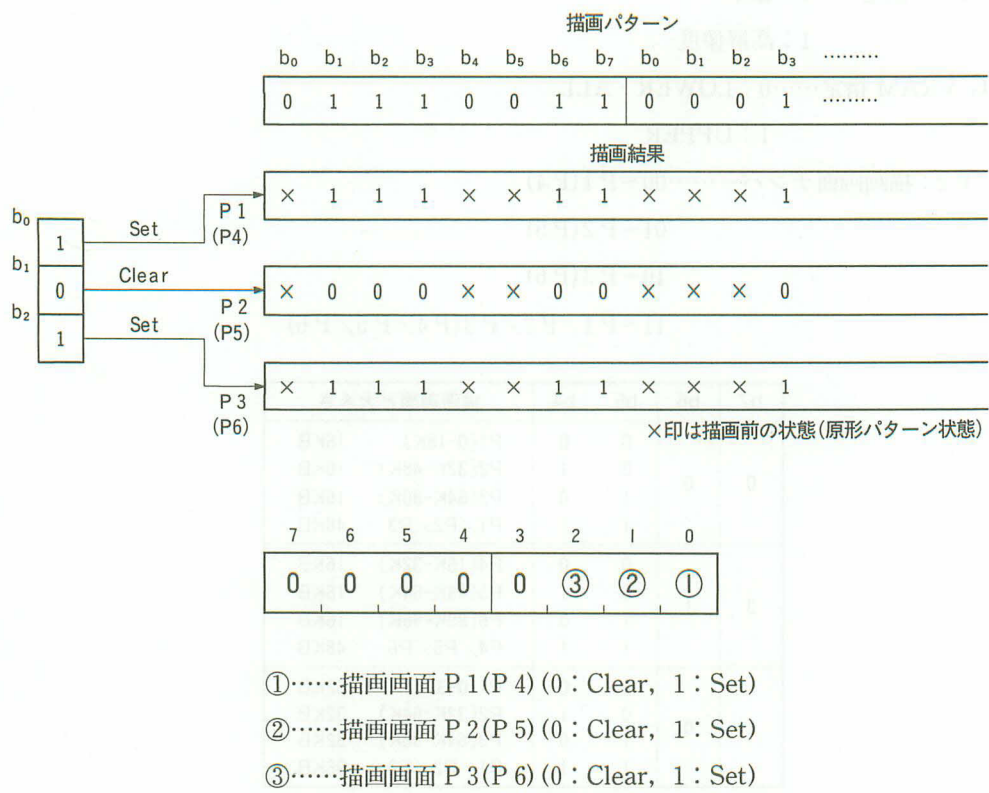 描画パターン
b₀ b₁ b₂ b₃ b₄ b₅ b₆ b₇ b₀ b₁ b₂ b₃ ………
0 1 1 1 0 0 1 1 0 0 0 1 ………
描画結果
P1 (P4)
× 1 1 1 × × 1 1 × × × 1
b₀ 1 Set
b₁ 0 Clear
P2 (P5)
× 0 0 0 × × 0 0 × × × 0
b₂ 1 Set
P3 (P6)
× 1 1 1 × × 1 1 × × × 1
×印は描画前の状態(原形パターン状態)
7 6 5 4 3 2 1 0
0 0 0 0 0 ③ ② ①
①……描画画面 P1(P4)(0：Clear, 1：Set)
②……描画画面 P2(P5)(0：Clear, 1：Set)
③……描画画面 P3(P6)(0：Clear, 1：Set)